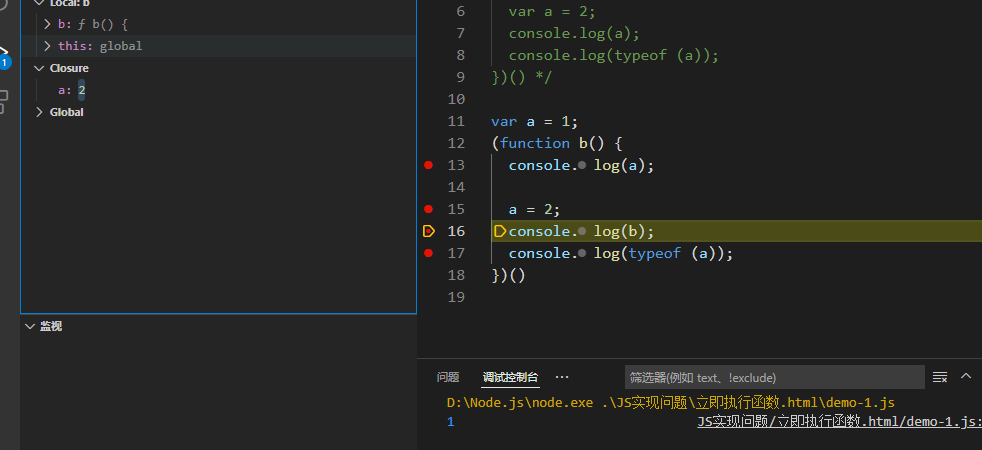 Local: b
b: ƒ b() {
this: global
Closure
a: 2
Global
监视
1
6 var a = 2;
7 console.log(a);
8 console.log(typeof (a));
9 })() */
10
11 var a = 1;
12 (function b() {
13 console. log(a);
14
15 a = 2;
16 console. log(b);
17 console. log(typeof (a));
18 })()
19
问题 调试控制台 ··· 筛选器(例如 text、!exclude)
D:\Node.js\node.exe .\JS实现问题\立即执行函数.html\demo-1.js
1 JS实现问题/立即执行函数.html/demo-1.js: